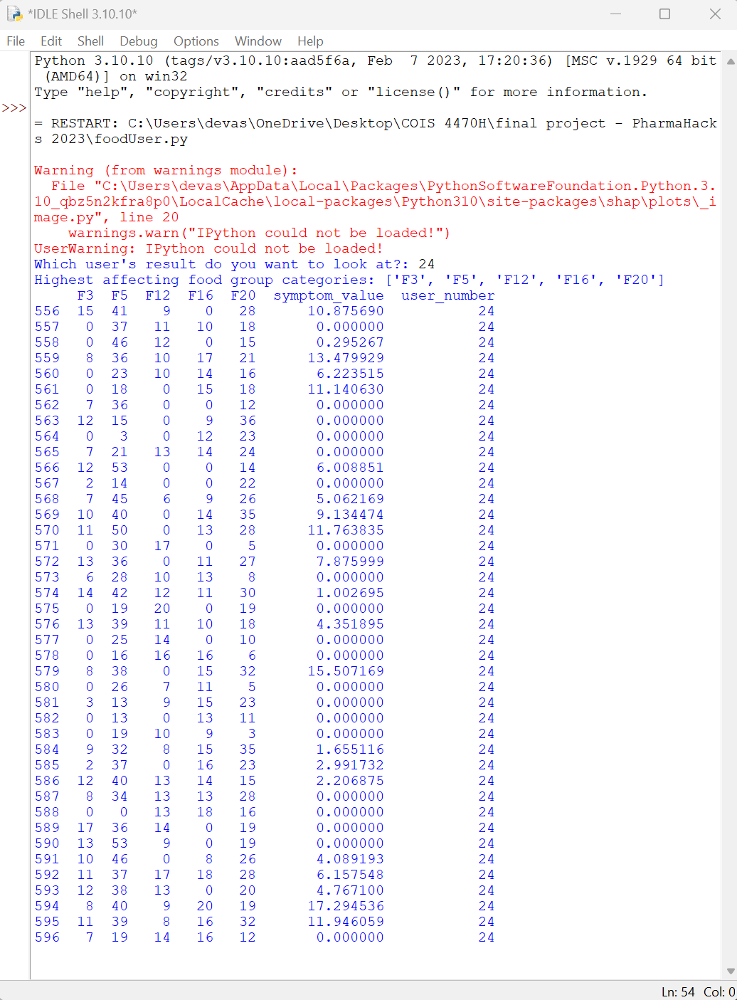 *IDLE Shell 3.10.10*
File Edit Shell Debug Options Window Help
Python 3.10.10 (tags/v3.10.10:aad5f6a, Feb  7 2023, 17:20:36) [MSC v.1929 64 bit
 (AMD64)] on win32
Type "help", "copyright", "credits" or "license()" for more information.
>>>
= RESTART: C:\Users\devas\OneDrive\Desktop\COIS 4470H\final project - PharmaHack
s 2023\foodUser.py
Warning (from warnings module):
  File "C:\Users\devas\AppData\Local\Packages\PythonSoftwareFoundation.Python.3.
10_qbz5n2kfra8p0\LocalCache\local-packages\Python310\site-packages\shap\plots\_i
mage.py", line 20
    warnings.warn("IPython could not be loaded!")
UserWarning: IPython could not be loaded!
Which user's result do you want to look at?: 24
Highest affecting food group categories: ['F3', 'F5', 'F12', 'F16', 'F20']
     F3  F5  F12  F16  F20  symptom_value  user_number
556  15  41    9    0   28      10.875690           24
557   0  37   11   10   18       0.000000           24
558   0  46   12    0   15       0.295267           24
559   8  36   10   17   21      13.479929           24
560   0  23   10   14   16       6.223515           24
561   0  18    0   15   18      11.140630           24
562   7  36    0    0   12       0.000000           24
563  12  15    0    9   36       0.000000           24
564   0   3    0   12   23       0.000000           24
565   7  21   13   14   24       0.000000           24
566  12  53    0    0   14       6.008851           24
567   2  14    0    0   22       0.000000           24
568   7  45    6    9   26       5.062169           24
569  10  40    0   14   35       9.134474           24
570  11  50    0   13   28      11.763835           24
571   0  30   17    0    5       0.000000           24
572  13  36    0   11   27       7.875999           24
573   6  28   10   13    8       0.000000           24
574  14  42   12   11   30       1.002695           24
575   0  19   20    0   19       0.000000           24
576  13  39   11   10   18       4.351895           24
577   0  25   14    0   10       0.000000           24
578   0  16   16   16    6       0.000000           24
579   8  38    0   15   32      15.507169           24
580   0  26    7   11    5       0.000000           24
581   3  13    9   15   23       0.000000           24
582   0  13    0   13   11       0.000000           24
583   0  19   10    9    3       0.000000           24
584   9  32    8   15   35       1.655116           24
585   2  37    0   16   23       2.991732           24
586  12  40   13   14   15       2.206875           24
587   8  34   13   13   28       0.000000           24
588   0   0   13   18   16       0.000000           24
589  17  36   14    0   19       0.000000           24
590  13  53    9    0   19       0.000000           24
591  10  46    0    8   26       4.089193           24
592  11  37   17   18   28       6.157548           24
593  12  38   13    0   20       4.767100           24
594   8  40    9   20   19      17.294536           24
595  11  39    8   16   32      11.946059           24
596   7  19   14   16   12       0.000000           24
Ln: 54 Col: 0